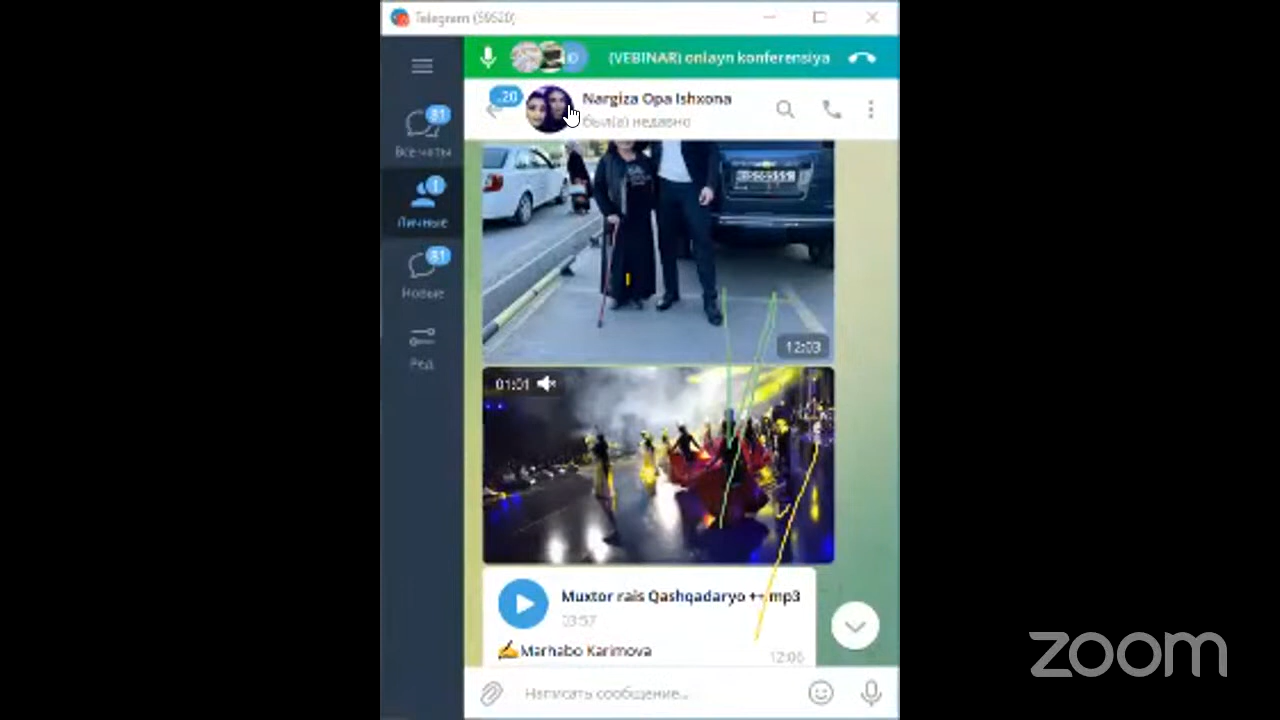 Telegram (59520)
(VEBINAR) onlayn konferensiya
.20
Nargiza Opa Ishxona
был(а) недавно
81
Все чаты
1
Личные
81
Новые
Ред.
12:03
01:01
Muxtor rais Qashqadaryo ++.mp3
03:57
✍Marhabo Karimova
12:06
Написать сообщение...
zoom